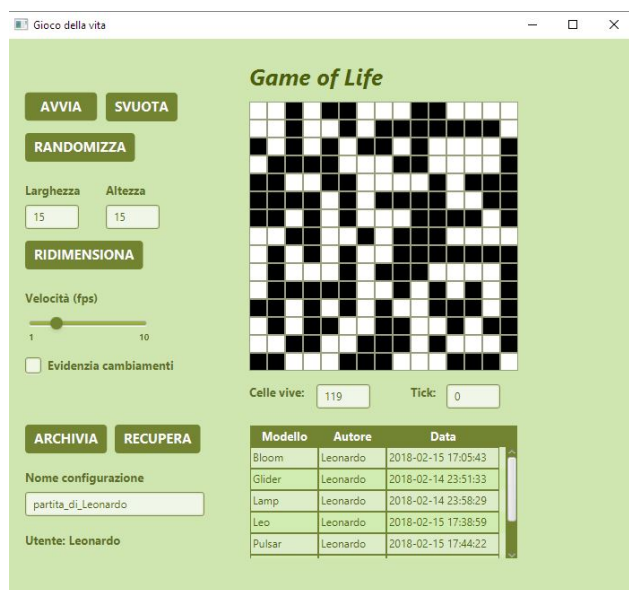 Gioco della vita
Game of Life
AVVIA SVUOTA
RANDOMIZZA
Larghezza Altezza
15 15
RIDIMENSIONA
Velocità (fps)
1 10
Evidenzia cambiamenti
Celle vive: 119 Tick: 0
ARCHIVIA RECUPERA
Nome configurazione
partita_di_Leonardo
Utente: Leonardo
Modello Autore Data
Bloom Leonardo 2018-02-15 17:05:43
Glider Leonardo 2018-02-14 23:51:33
Lamp Leonardo 2018-02-14 23:58:29
Leo Leonardo 2018-02-15 17:38:59
Pulsar Leonardo 2018-02-15 17:44:22